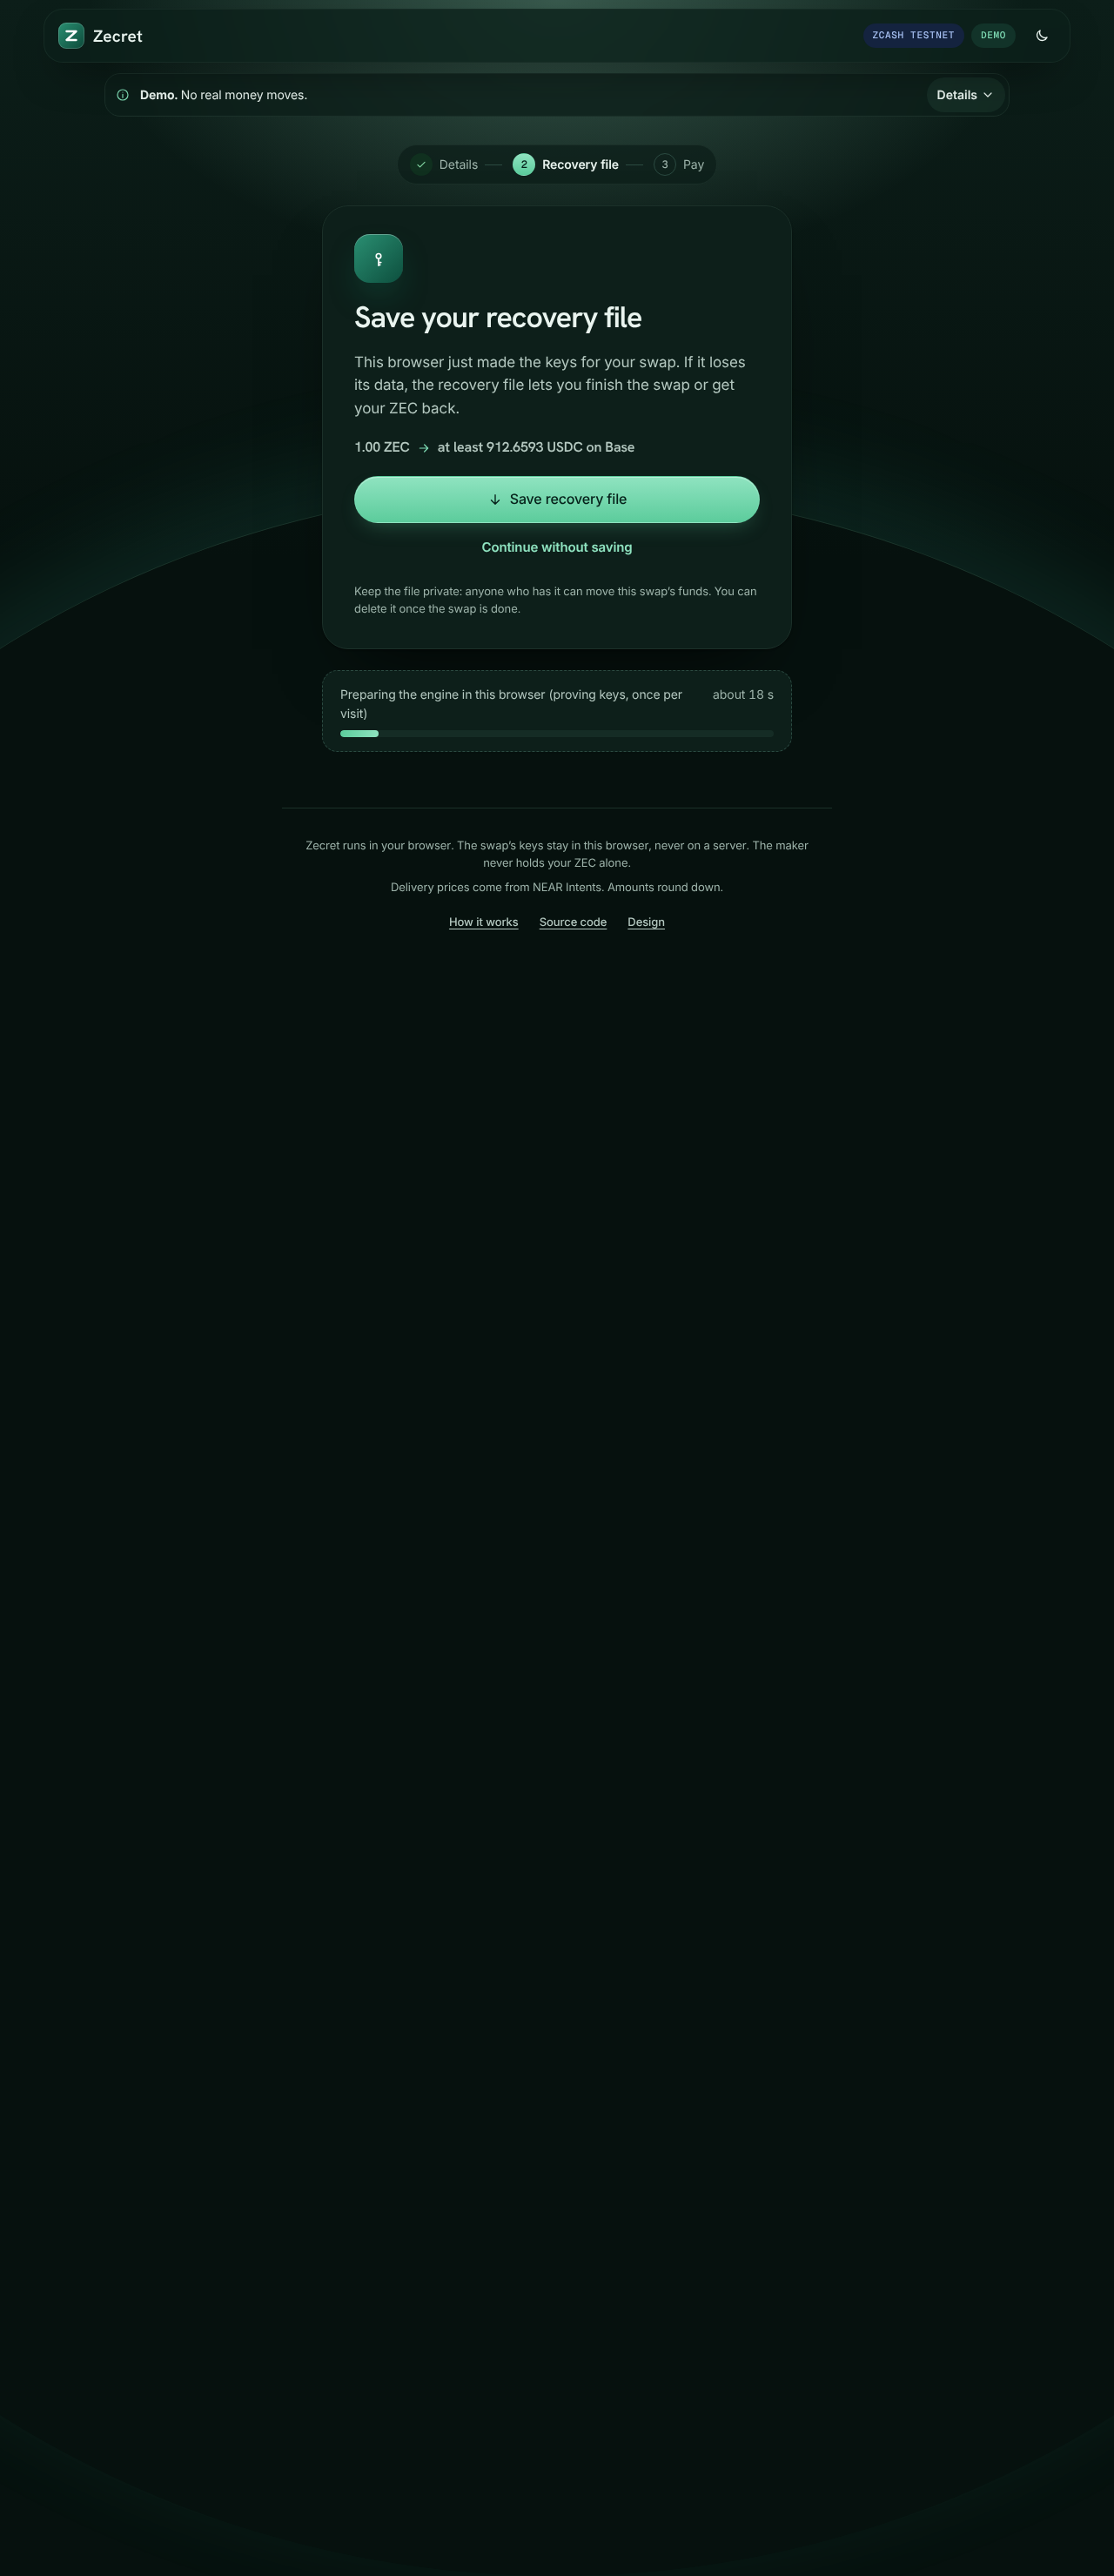 Zecret
ZCASH TESTNET
DEMO
Demo. No real money moves.
Details
Details
2
Recovery file
3
Pay
Save your recovery file
This browser just made the keys for your swap. If it loses
its data, the recovery file lets you finish the swap or get
your ZEC back.
1.00 ZEC → at least 912.6593 USDC on Base
Save recovery file
Continue without saving
Keep the file private: anyone who has it can move this swap’s funds. You can
delete it once the swap is done.
Preparing the engine in this browser (proving keys, once per
visit)
about 18 s
Zecret runs in your browser. The swap’s keys stay in this browser, never on a server. The maker
never holds your ZEC alone.
Delivery prices come from NEAR Intents. Amounts round down.
How it works
Source code
Design